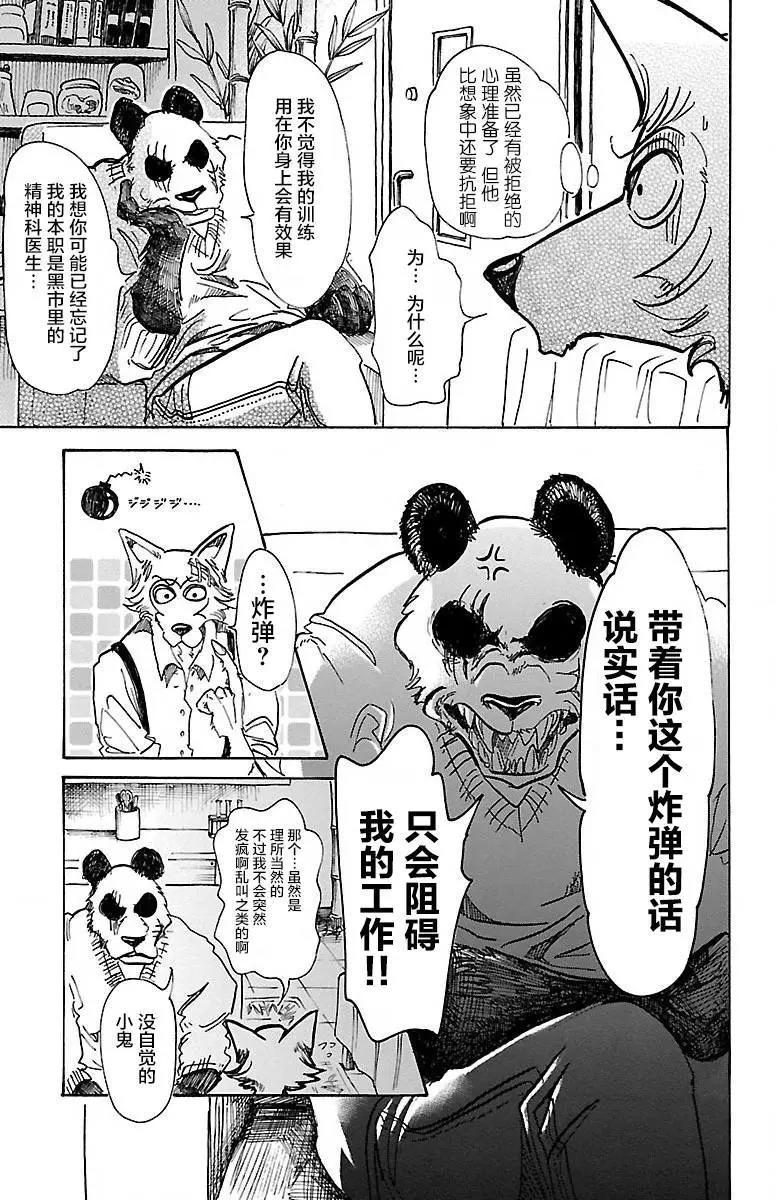 虽然已经有被拒绝的
心理准备了 但他
比想象中还要抗拒啊
为… 为什么呢…
我不觉得我的训练
用在你身上会有效果
我想你可能已经忘记了
我的本职是黑市里的
精神科医生…
带着你这个炸弹的话
说实话…
只会阻碍
我的工作!!
ジジジジ……
…炸弹?
那个…虽然是
理所当然的
不过我不会突然
发疯啊乱叫之类的啊
没自觉的
小鬼